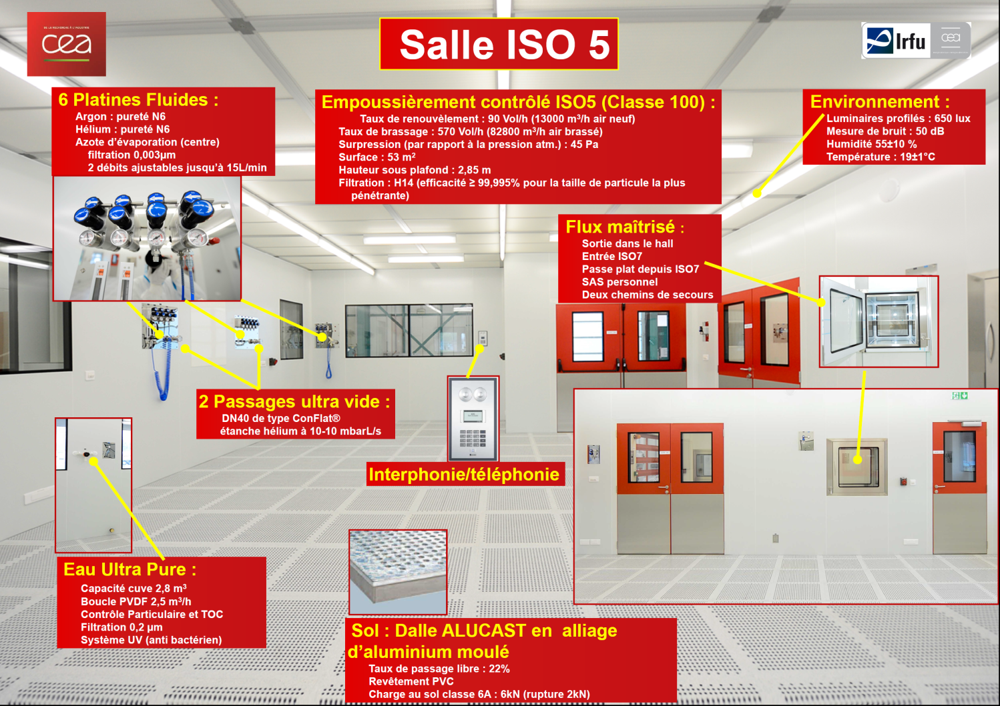 DE LA RECHERCHE À L'INDUSTRIE
cea
Salle ISO 5
Irfu
cea
6 Platines Fluides :
Argon : pureté N6
Hélium : pureté N6
Azote d'évaporation (centre)
filtration 0,003µm
2 débits ajustables jusqu'à 15L/min
Empoussièrement contrôlé ISO5 (Classe 100) :
Taux de renouvèlement : 90 Vol/h (13000 m³/h air neuf)
Taux de brassage : 570 Vol/h (82800 m³/h air brassé)
Surpression (par rapport à la pression atm.) : 45 Pa
Surface : 53 m²
Hauteur sous plafond : 2,85 m
Filtration : H14 (efficacité ≥ 99,995% pour la taille de particule la plus
pénétrante)
Environnement :
Luminaires profilés : 650 lux
Mesure de bruit : 50 dB
Humidité 55±10 %
Température : 19±1°C
Flux maîtrisé :
Sortie dans le hall
Entrée ISO7
Passe plat depuis ISO7
SAS personnel
Deux chemins de secours
2 Passages ultra vide :
DN40 de type ConFlat®
étanche hélium à 10-10 mbarL/s
Interphonie/téléphonie
Eau Ultra Pure :
Capacité cuve 2,8 m³
Boucle PVDF 2,5 m³/h
Contrôle Particulaire et TOC
Filtration 0,2 µm
Système UV (anti bactérien)
Sol : Dalle ALUCAST en alliage
d'aluminium moulé
Taux de passage libre : 22%
Revêtement PVC
Charge au sol classe 6A : 6kN (rupture 2kN)